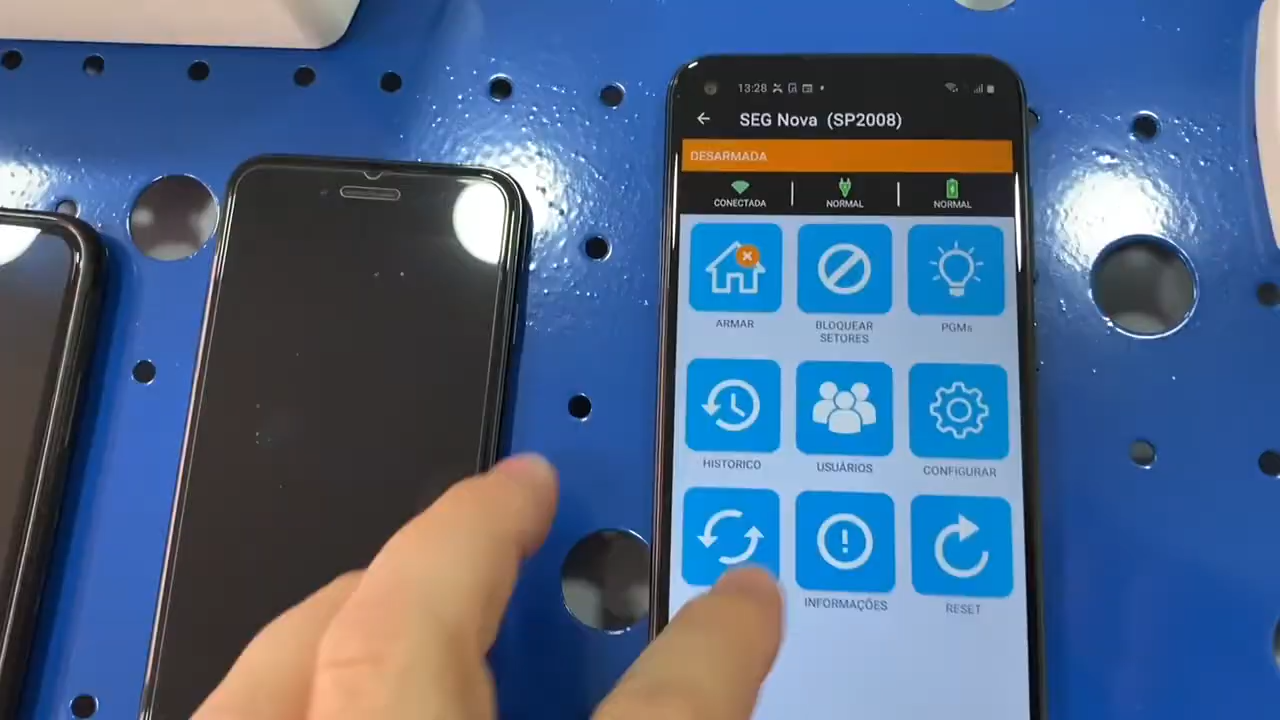 13:28
SEG Nova (SP2008)
DESARMADA
CONECTADA
NORMAL
NORMAL
ARMAR
BLOQUEAR
SETORES
PGMs
HISTORICO
USUÁRIOS
CONFIGURAR
INFORMAÇÕES
RESET